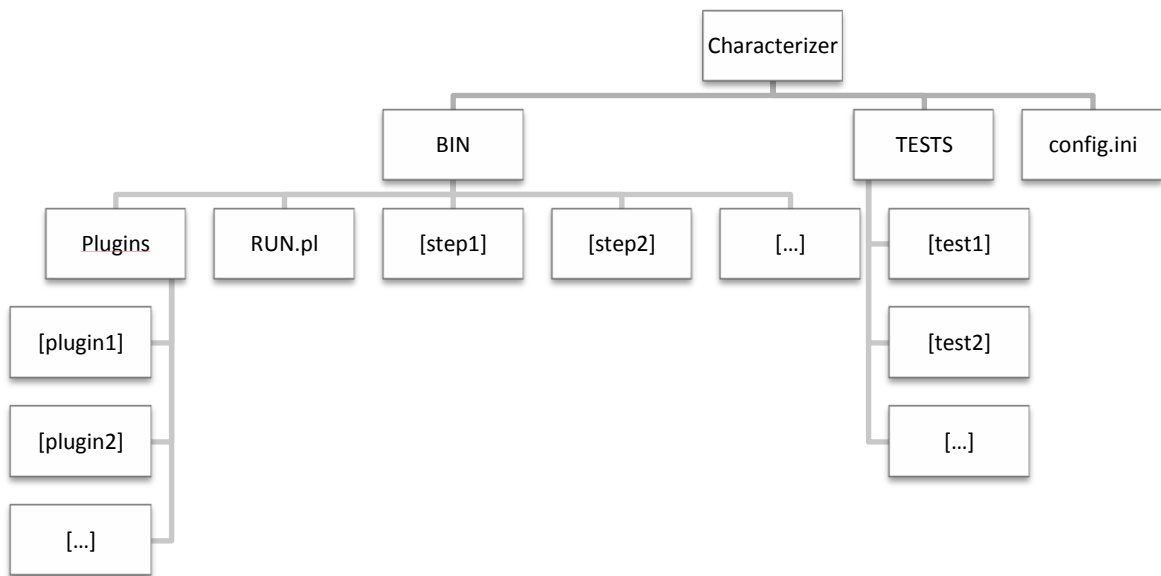 Characterizer
BIN
TESTS
config.ini
Plugins
RUN.pl
[step1]
[step2]
[…]
[test1]
[plugin1]
[test2]
[plugin2]
[…]
[…]